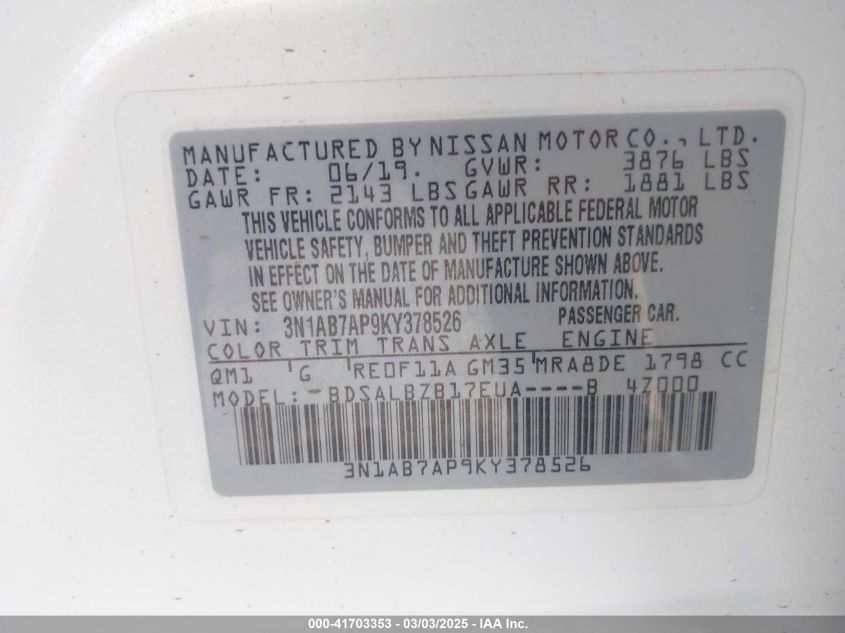 MANUFACTURED BY NISSAN MOTOR CO., LTD.
DATE: 06/19. GVWR: 3876 LBS
GAWR FR: 2143 LBS GAWR RR: 1881 LBS
THIS VEHICLE CONFORMS TO ALL APPLICABLE FEDERAL MOTOR
VEHICLE SAFETY, BUMPER AND THEFT PREVENTION STANDARDS
IN EFFECT ON THE DATE OF MANUFACTURE SHOWN ABOVE.
SEE OWNER'S MANUAL FOR ADDITIONAL INFORMATION.
VIN: 3N1AB7AP9KY378526 PASSENGER CAR.
COLOR TRIM TRANS AXLE ENGINE
QM1 G RE0F11A GM35 MRA8DE 1798 CC
MODEL: -BDSALBZB17EUA----B 4Z000
3N1AB7AP9KY378526
000-41703353 - 03/03/2025 - IAA Inc.